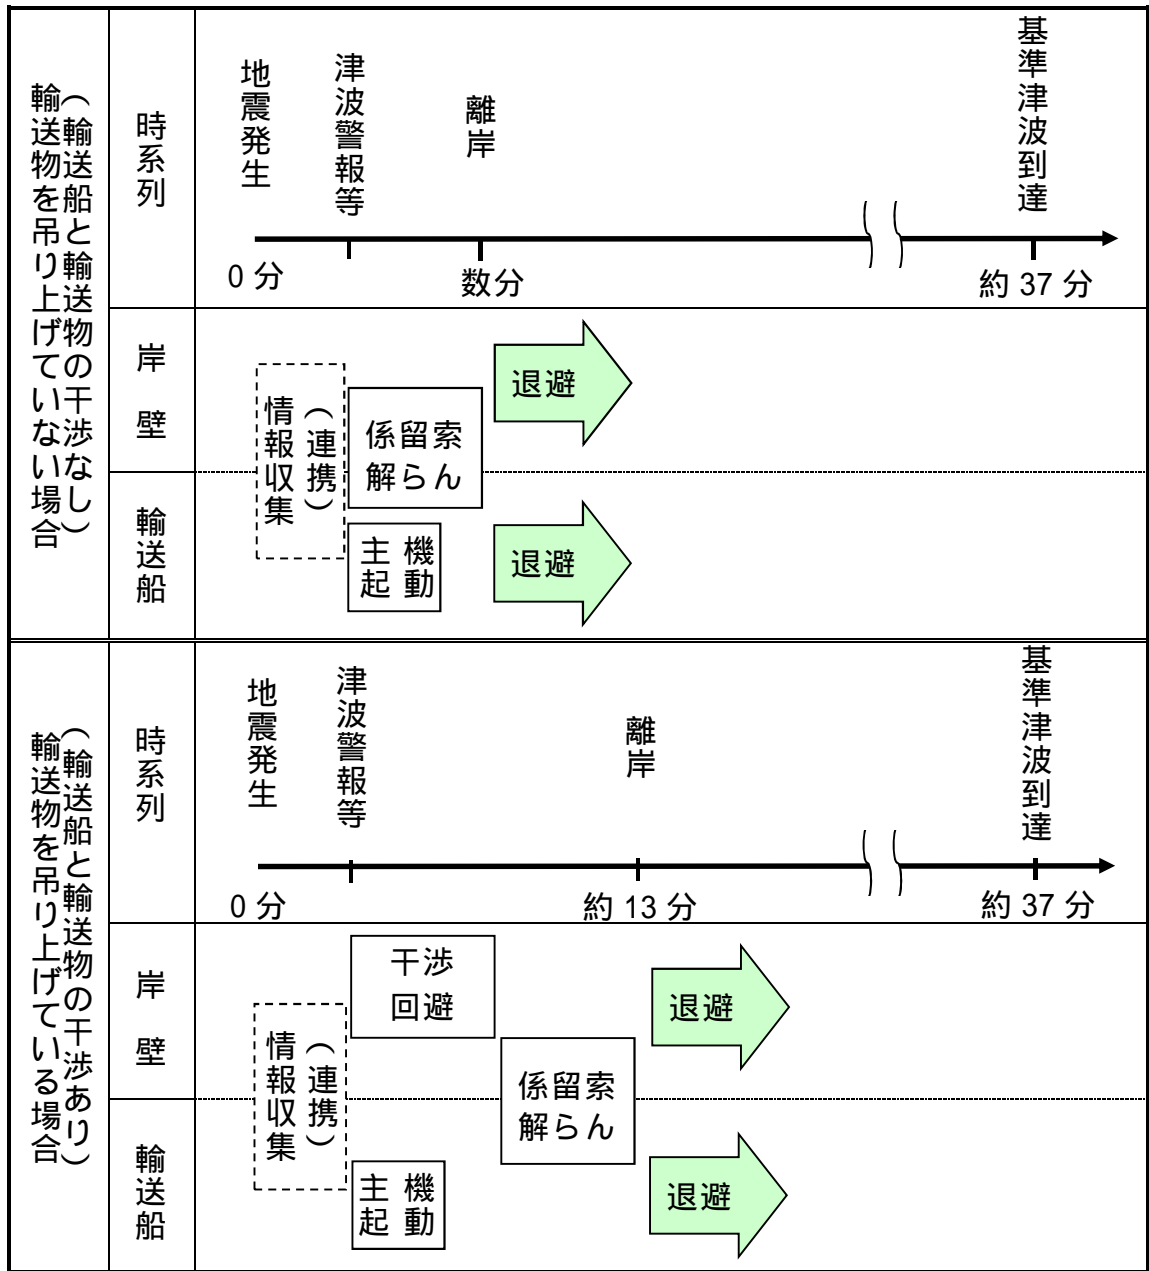 輸送物を吊り上げていない場合
（輸送船と輸送物の干渉なし）
時系列
地震発生
津波警報等
離岸
基準津波到達
0 分
数分
約 37 分
岸壁
情報収集
（連携）
係留索
解らん
退避
輸送船
主機
起動
退避
輸送物を吊り上げている場合
（輸送船と輸送物の干渉あり）
時系列
地震発生
津波警報等
離岸
基準津波到達
0 分
約 13 分
約 37 分
岸壁
干渉
回避
情報収集
（連携）
係留索
解らん
退避
輸送船
主機
起動
退避